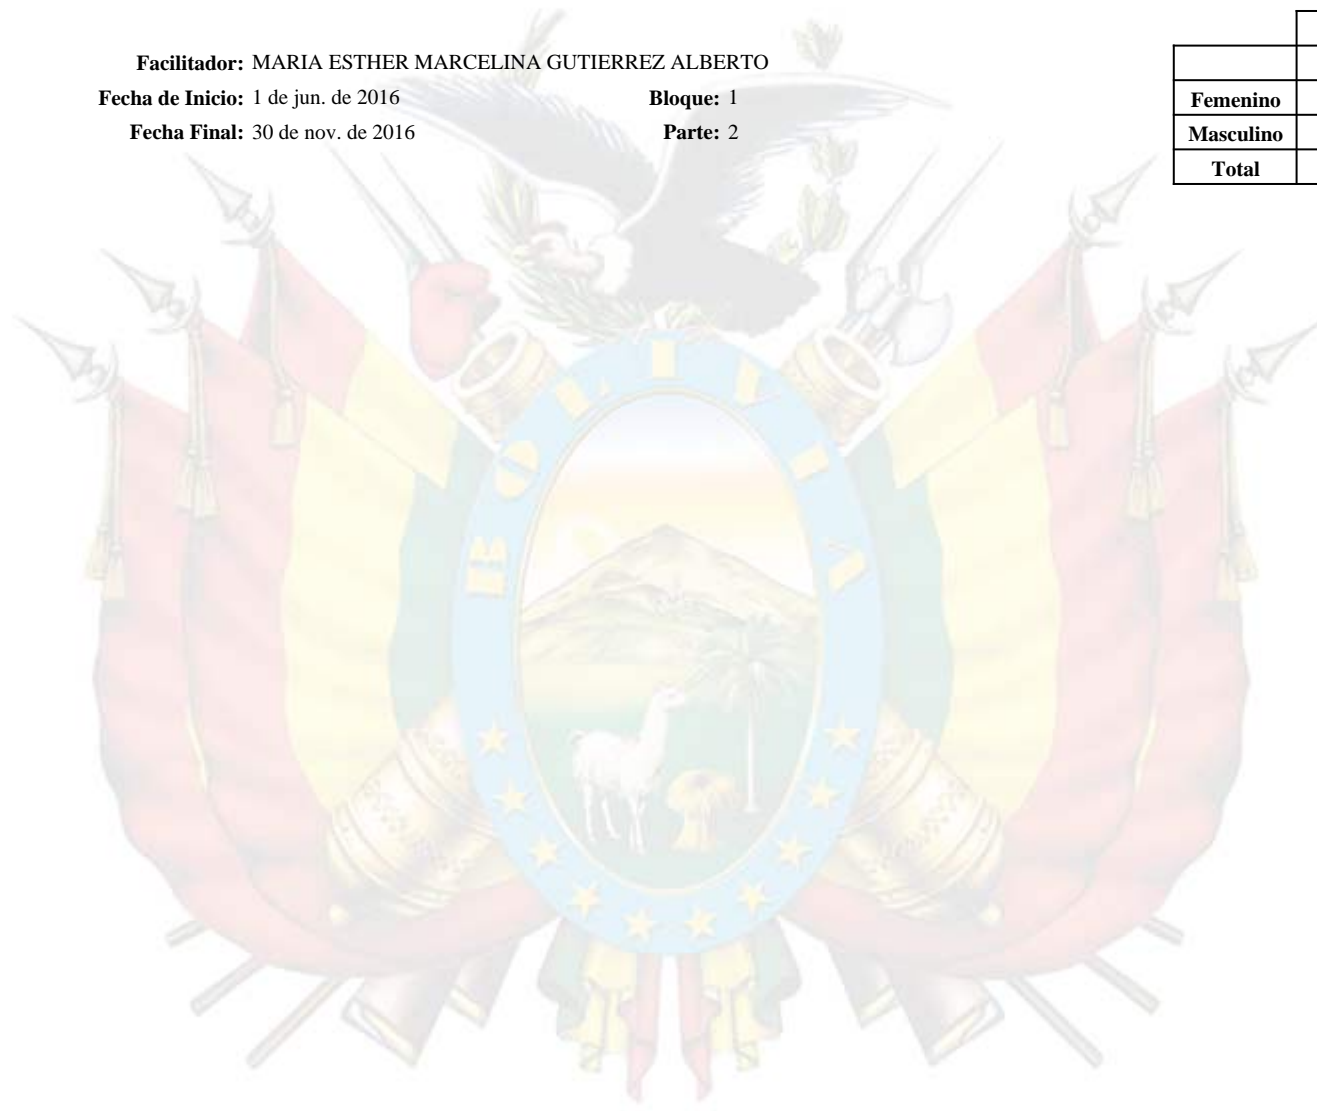 Facilitador: MARIA ESTHER MARCELINA GUTIERREZ ALBERTO
Fecha de Inicio: 1 de jun. de 2016 Bloque: 1
Fecha Final: 30 de nov. de 2016 Parte: 2
Femenino
Masculino
Total
BOLIVIA